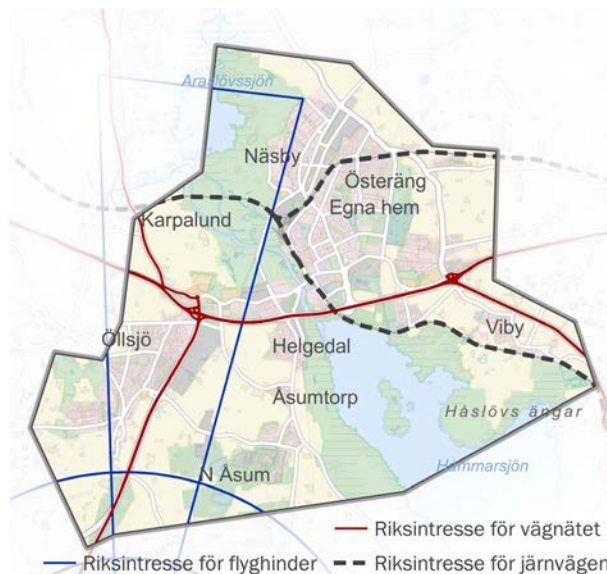 Araslövssjön
Näsby
Österäng
Egna hem
Karpalund
Öllsjö
Helgedal
Viby
Åsumtorp
Håslövs ängar
Hammarsjön
N Åsum
Riksintresse för vägnätet
Riksintresse för flyghinder
Riksintresse för järnvägen